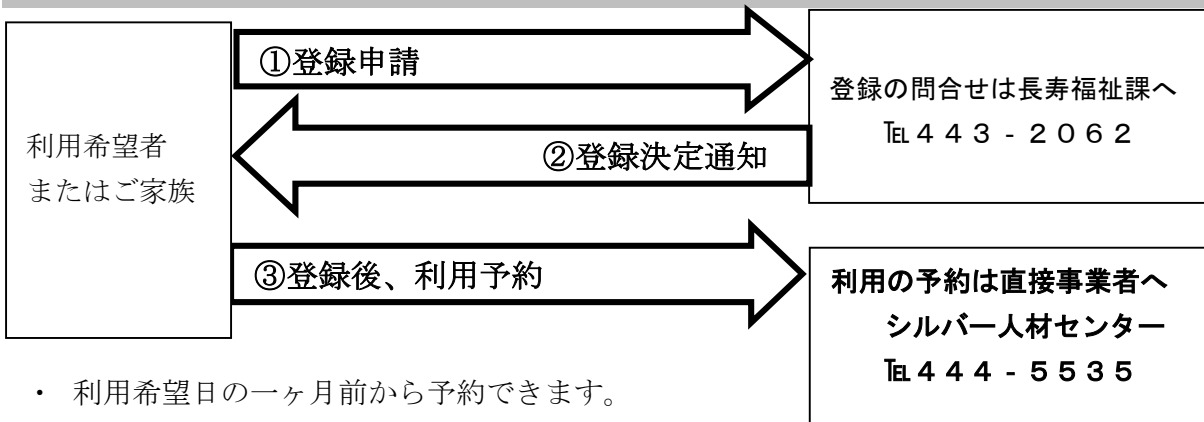 ①登録申請
登録の問合せは長寿福祉課へ
℡４４３-２０６２
利用希望者
またはご家族
②登録決定通知
③登録後、利用予約
利用の予約は直接事業者へ
シルバー人材センター
℡４４４-５５３５
・ 利用希望日の一ヶ月前から予約できます。